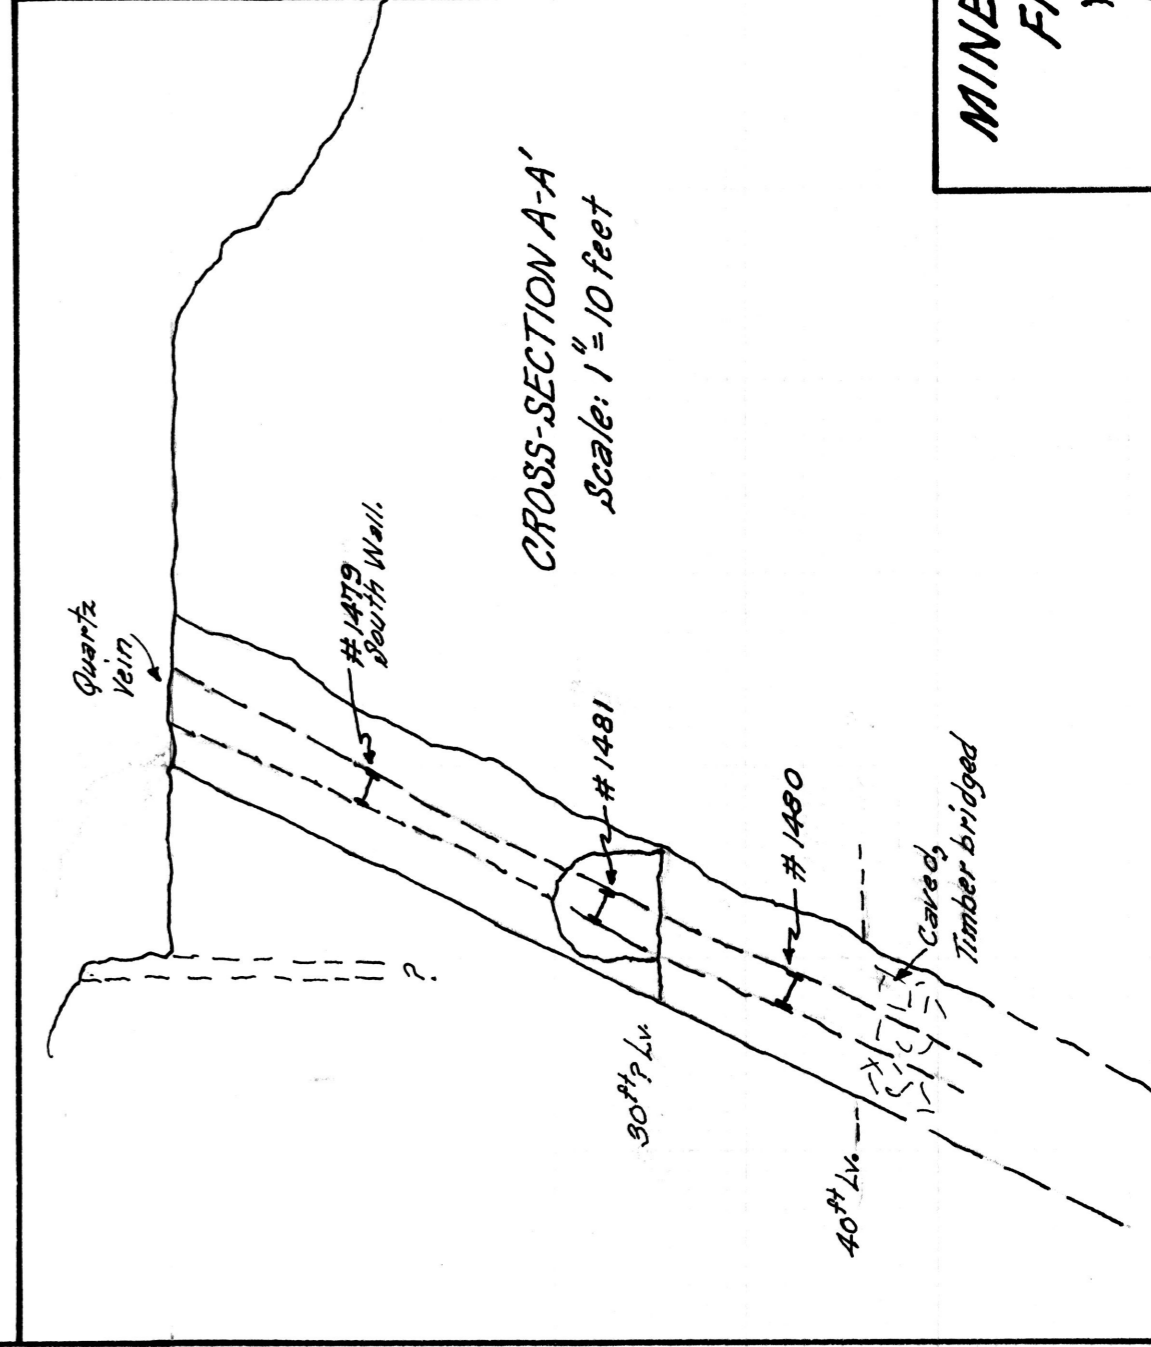 Quartz
Vein
#1479
South Wall.
CROSS-SECTION A-A'
Scale: 1"=10 feet
#1481
30ft? Lv.
#1480
40ft Lv.
Caved,
Timber bridged
?
MINE